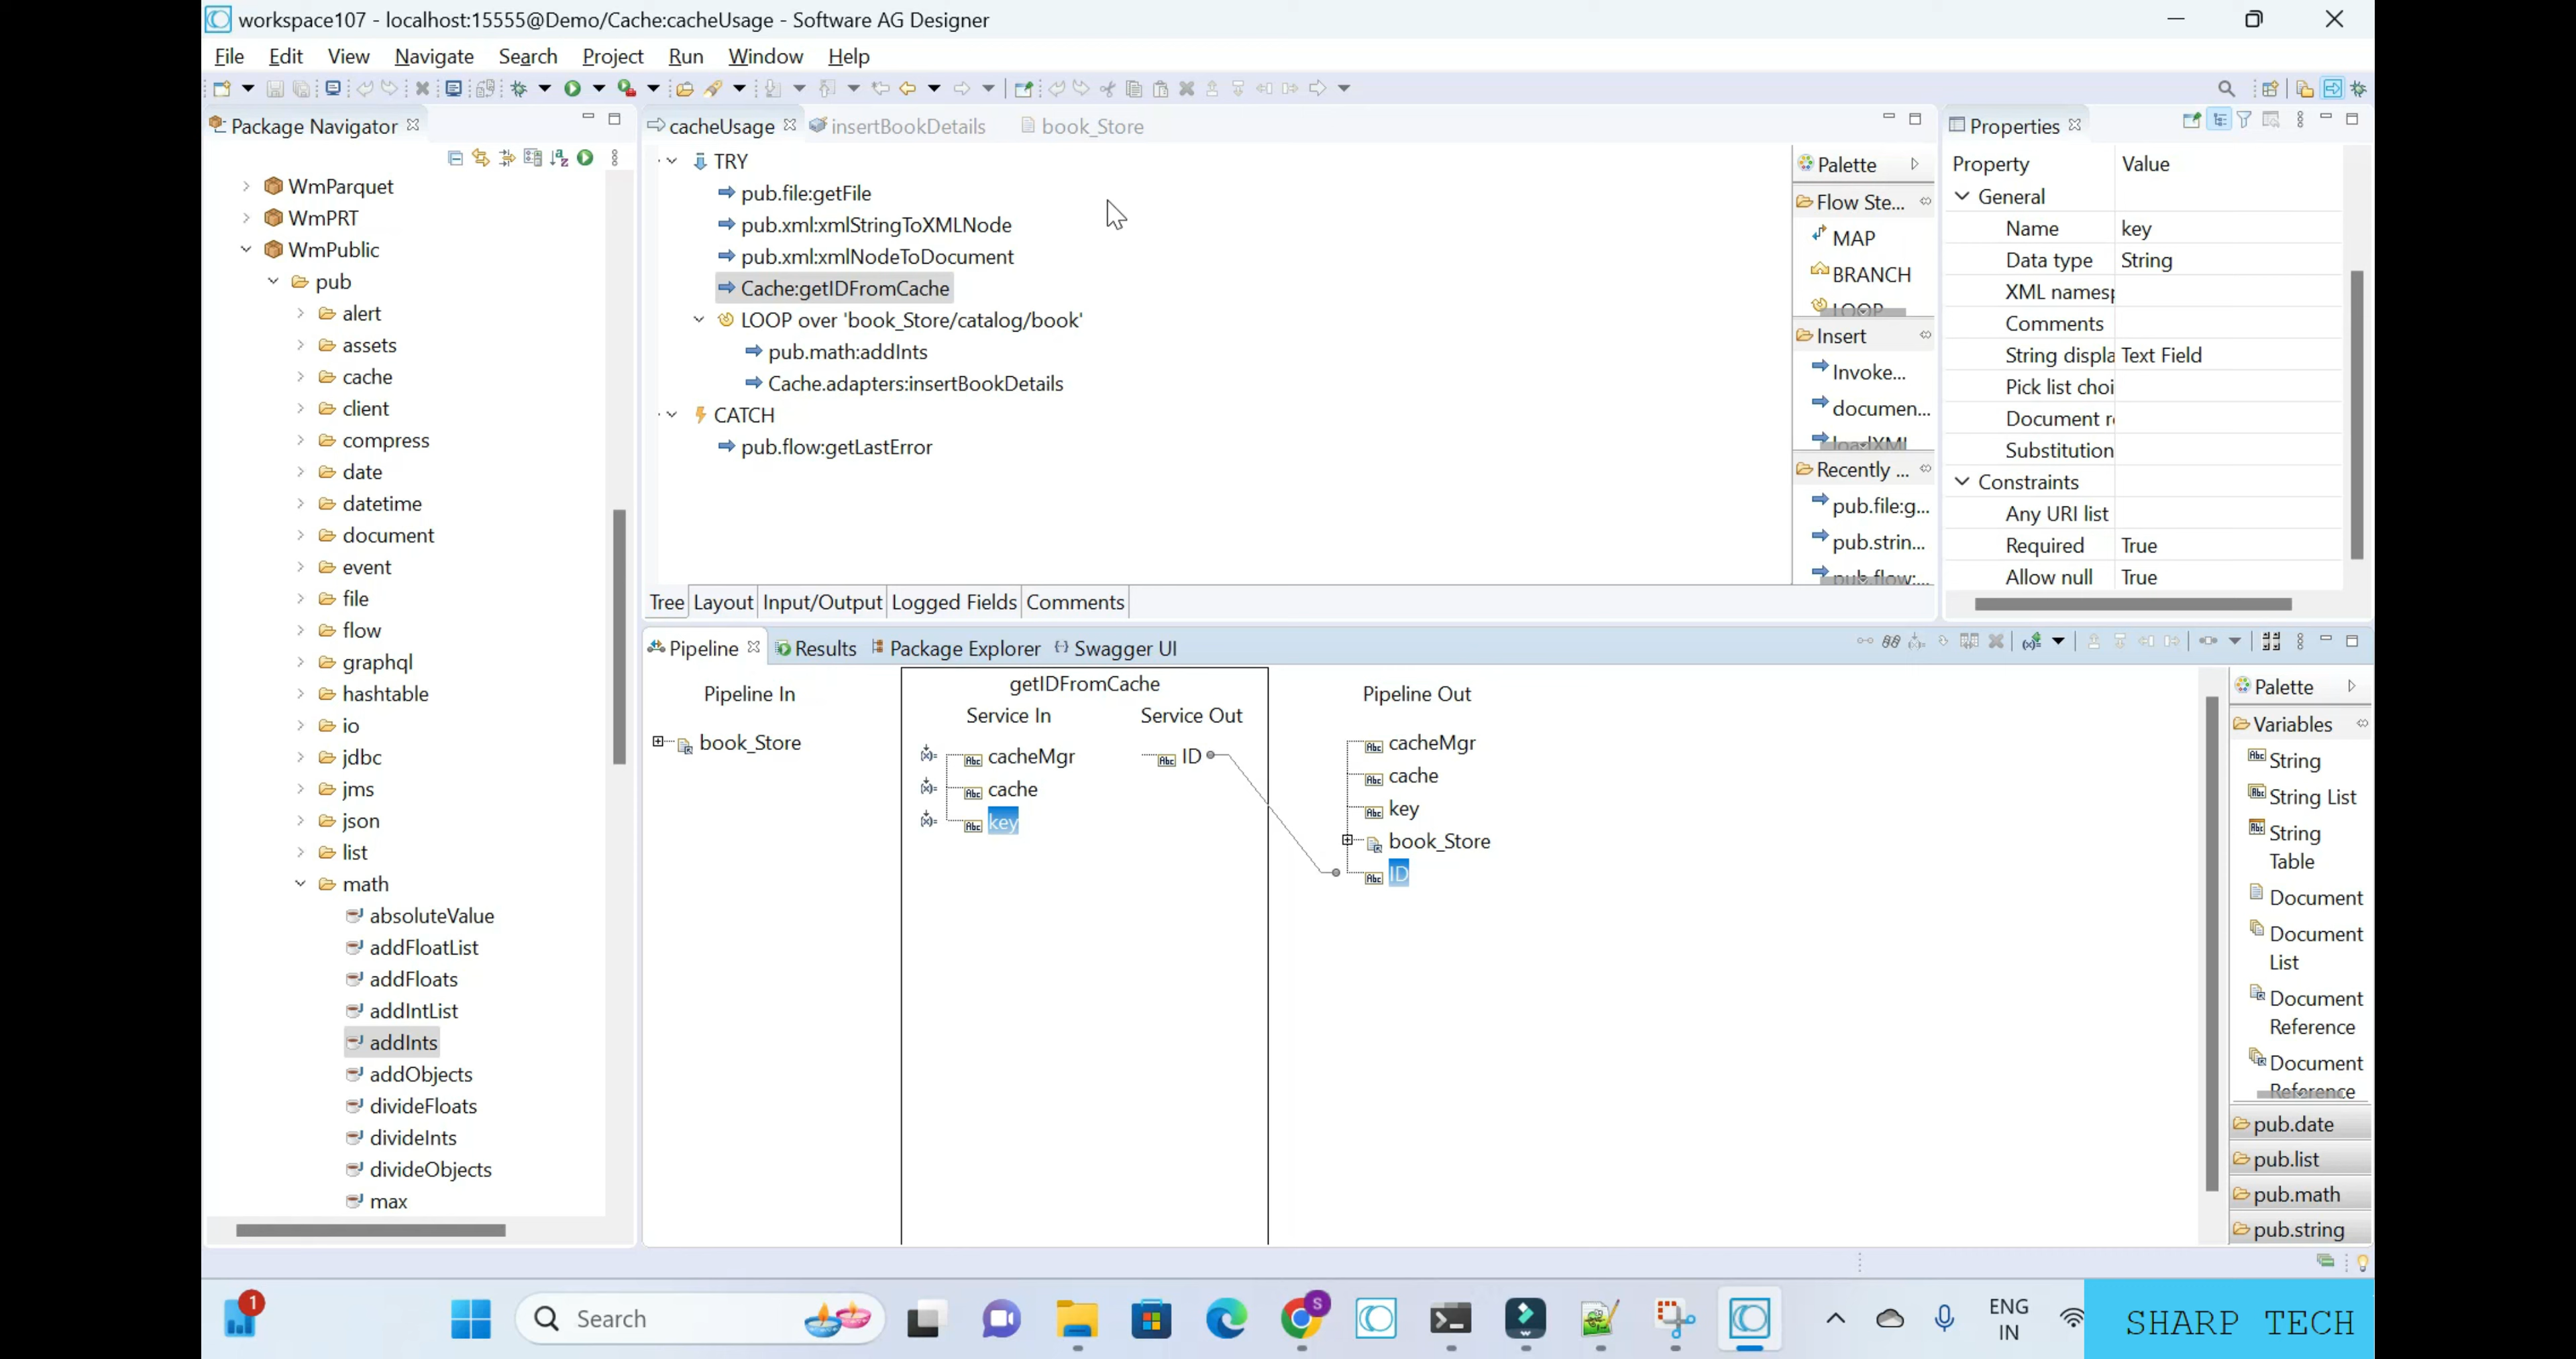 workspace107 - localhost:15555@Demo/Cache:cacheUsage - Software AG Designer
File Edit View Navigate Search Project Run Window Help
Package Navigator
WmParquet
WmPRT
WmPublic
pub
alert
assets
cache
client
compress
date
datetime
document
event
file
flow
graphql
hashtable
io
jdbc
jms
json
list
math
absoluteValue
addFloatList
addFloats
addIntList
addInts
addObjects
divideFloats
divideInts
divideObjects
max
cacheUsage insertBookDetails book_Store
TRY
pub.file:getFile
pub.xml:xmlStringToXMLNode
pub.xml:xmlNodeToDocument
Cache:getIDFromCache
LOOP over 'book_Store/catalog/book'
pub.math:addInts
Cache.adapters:insertBookDetails
CATCH
pub.flow:getLastError
Tree Layout Input/Output Logged Fields Comments
Palette
Flow Ste...
MAP
BRANCH
LOOP
Insert
Invoke...
documen...
loadXMl
Recently ...
pub.file:g...
pub.strin...
pub.flow:...
Properties
Property Value
General
Name key
Data type String
XML namesp
Comments
String displa Text Field
Pick list choi
Document r
Substitution
Constraints
Any URI list
Required True
Allow null True
Pipeline Results Package Explorer Swagger UI
Pipeline In
book_Store
getIDFromCache
Service In Service Out
cacheMgr ID
cache
key
Pipeline Out
cacheMgr
cache
key
book_Store
ID
Palette
Variables
String
String List
String
Table
Document
Document
List
Document
Reference
Document
Reference
pub.date
pub.list
pub.math
pub.string
1
Search
S
ENG
IN
SHARP TECH